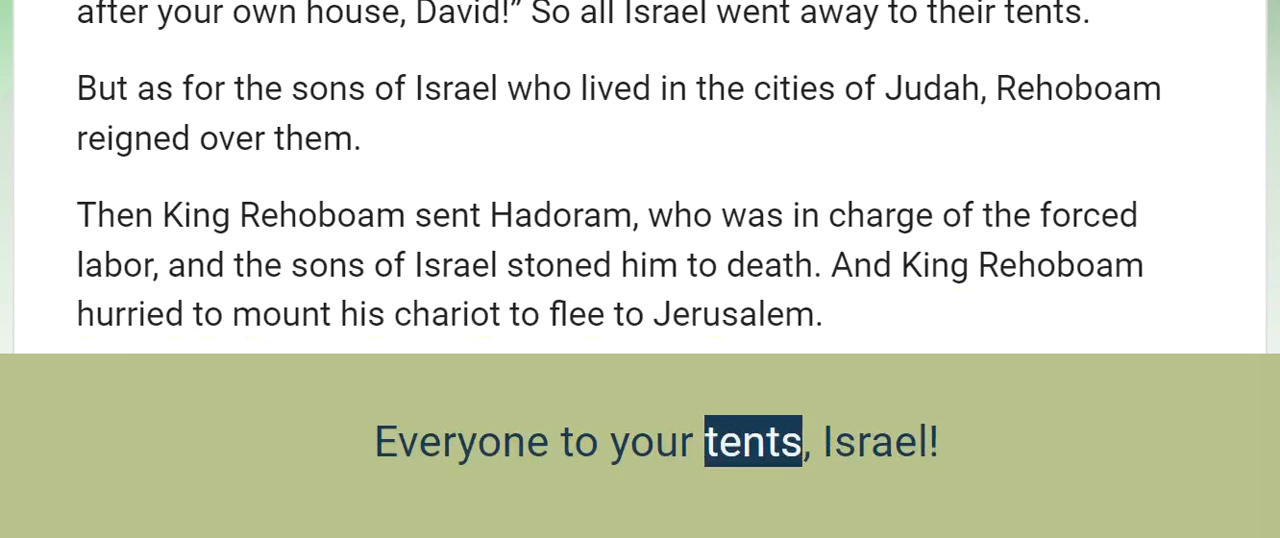 after your own house, David!” So all Israel went away to their tents.
But as for the sons of Israel who lived in the cities of Judah, Rehoboam
reigned over them.
Then King Rehoboam sent Hadoram, who was in charge of the forced
labor, and the sons of Israel stoned him to death. And King Rehoboam
hurried to mount his chariot to flee to Jerusalem.
Everyone to your tents, Israel!